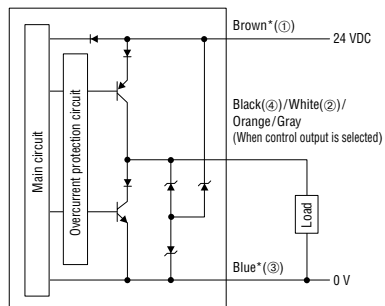 Brown*(①)
24 VDC
Main circuit
Overcurrent protection circuit
Black(④)/White(②)/
Orange/Gray
(When control output is selected)
Load
Blue*(③)
0 V